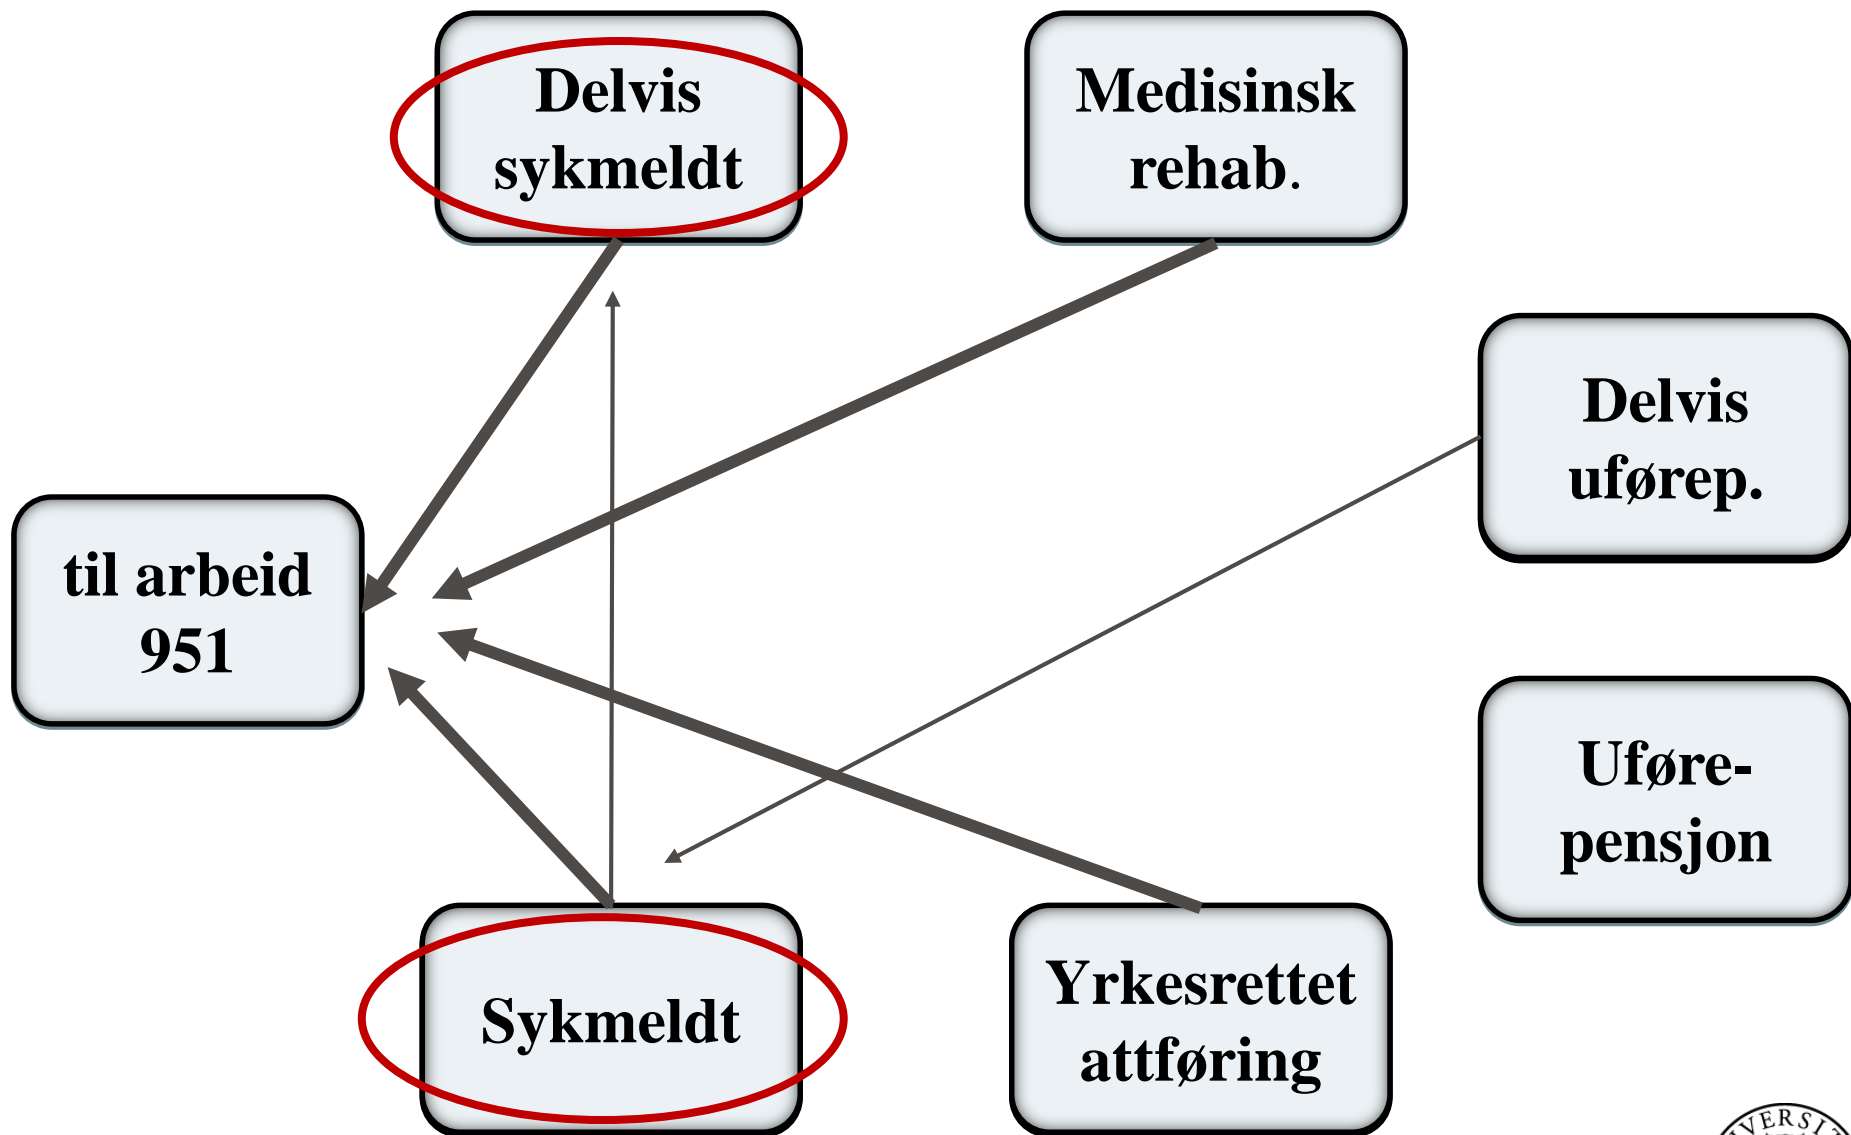 Delvis
sykmeldt
Medisinsk
rehab.
Delvis
uførep.
til arbeid
951
Uføre-
pensjon
Sykmeldt
Yrkesrettet
attføring